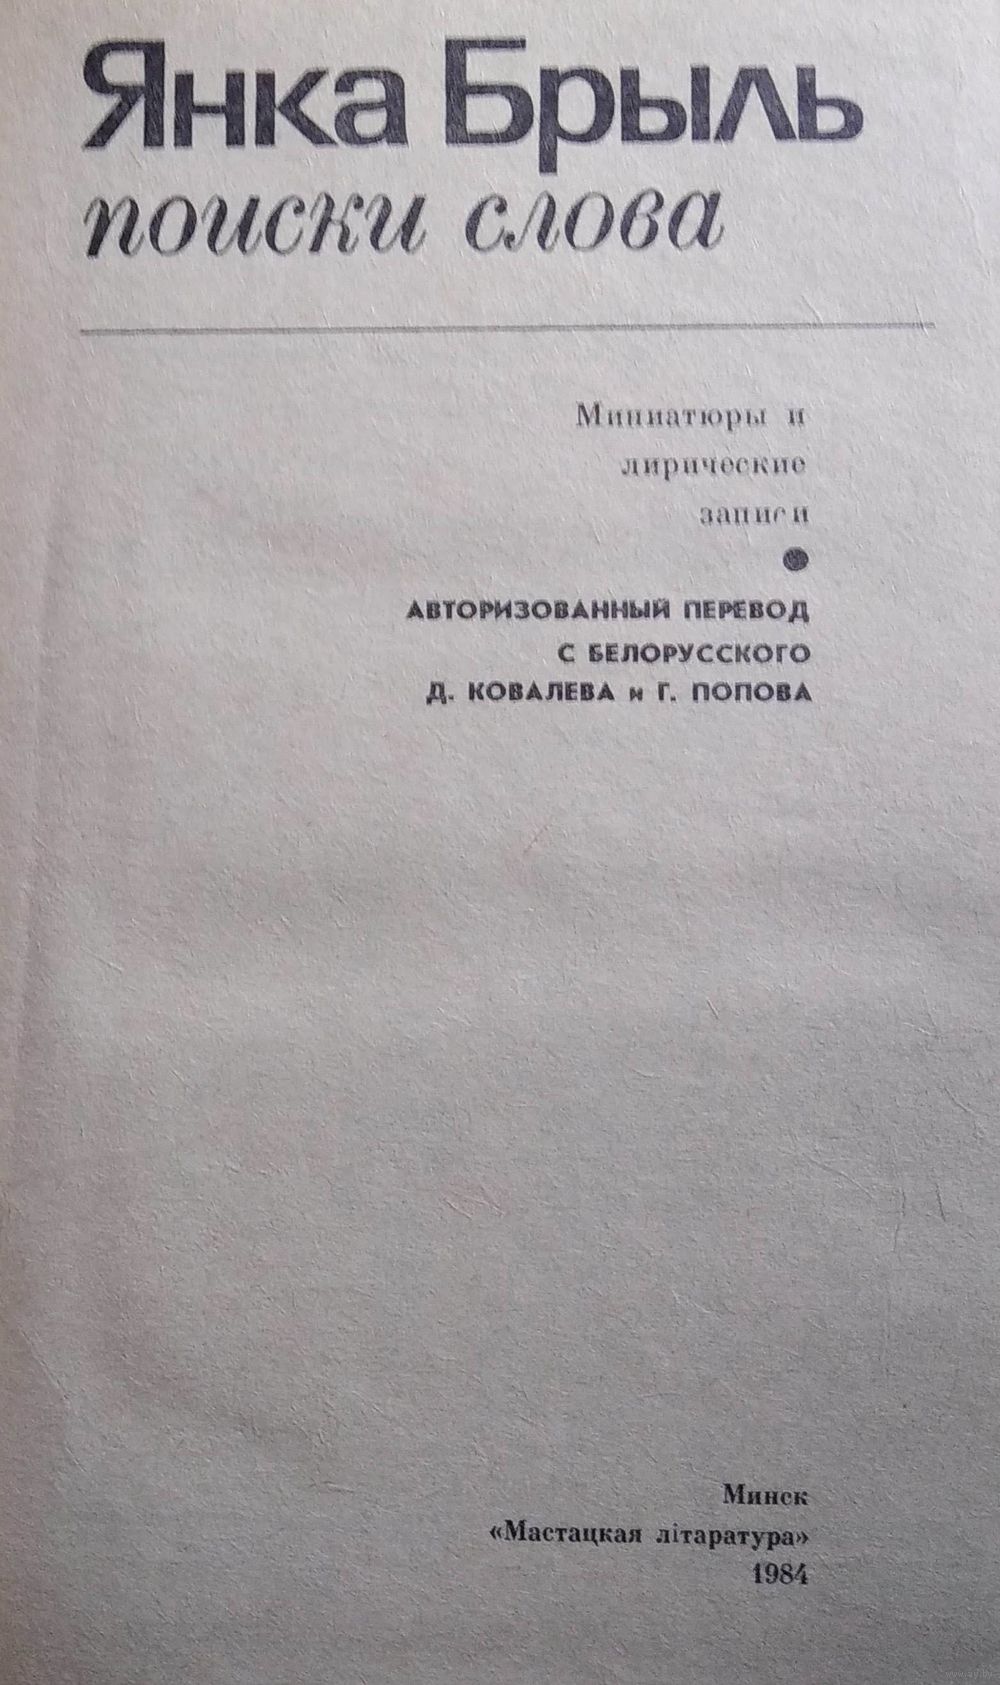 Янка Брыль
поиски слова
Миниатюры и
лирические
записи
АВТОРИЗОВАННЫЙ ПЕРЕВОД
С БЕЛОРУССКОГО
Д. КОВАЛЕВА и Г. ПОПОВА
Минск
«Мастацкая літаратура»
1984